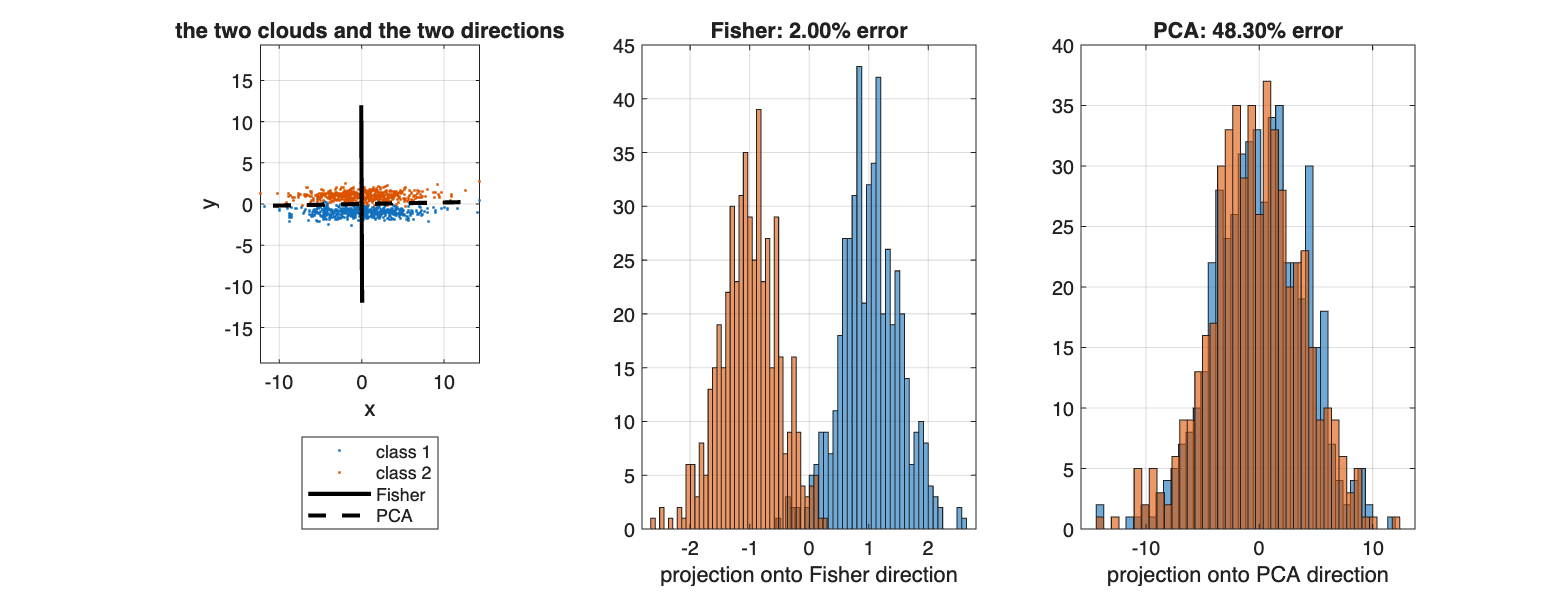 the two clouds and the two directions
15
10
5
0
-5
-10
-15
y
-10 0 10
x
class 1
class 2
Fisher
PCA
Fisher: 2.00% error
45
40
35
30
25
20
15
10
5
0
-2 -1 0 1 2
projection onto Fisher direction
PCA: 48.30% error
40
35
30
25
20
15
10
5
0
-10 0 10
projection onto PCA direction